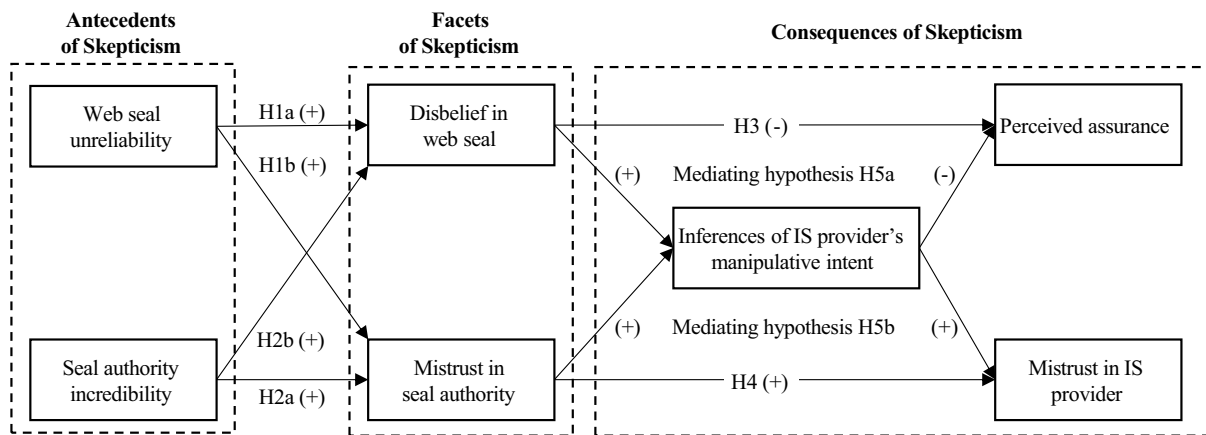 Antecedents
of Skepticism
Facets
of Skepticism
Consequences of Skepticism
Web seal
unreliability
H1a (+)
H1b (+)
Disbelief in
web seal
H3 (-)
Perceived assurance
(+)
Mediating hypothesis H5a
(-)
Inferences of IS provider's
manipulative intent
(+)
Mediating hypothesis H5b
(+)
Seal authority
incredibility
H2b (+)
H2a (+)
Mistrust in
seal authority
H4 (+)
Mistrust in IS
provider